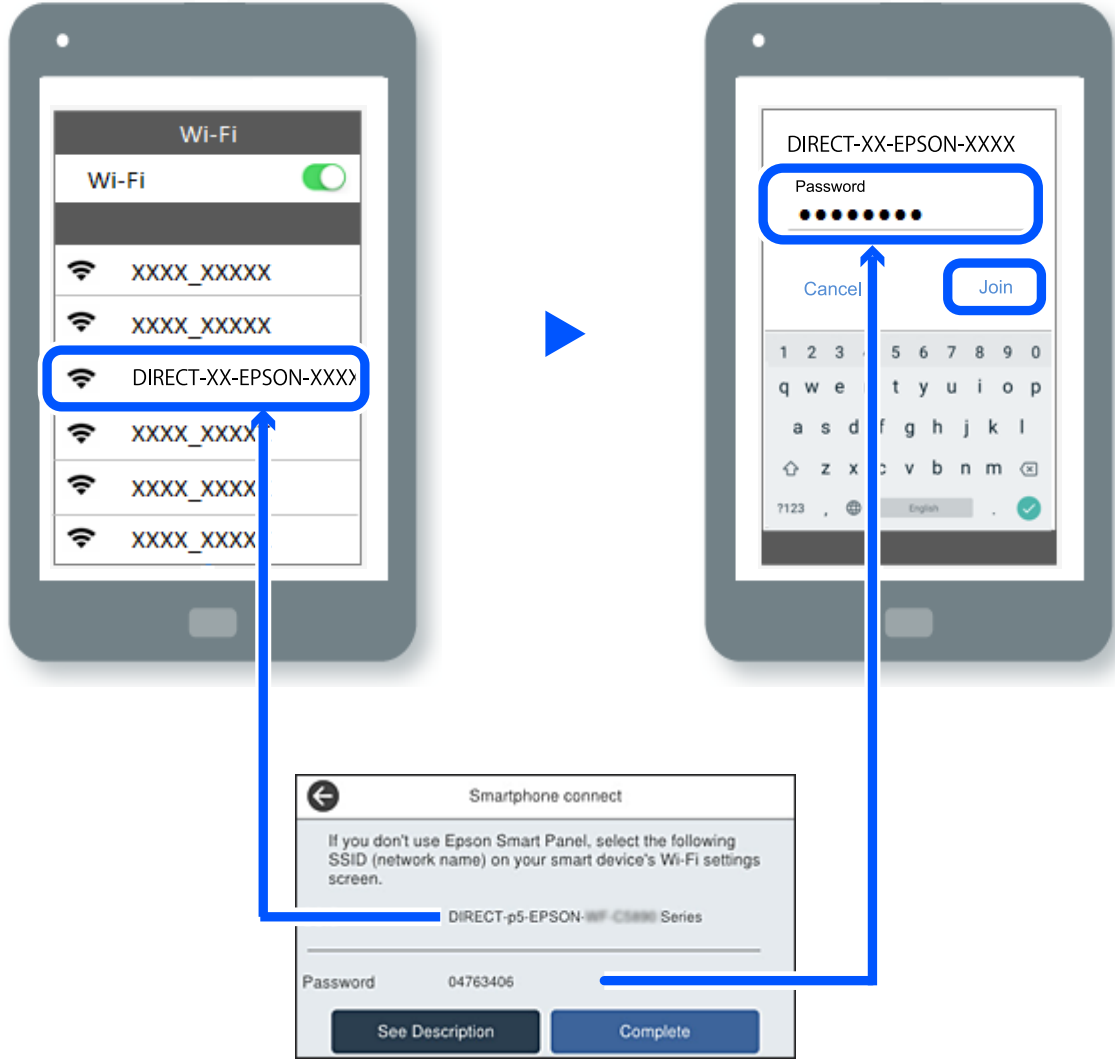 Wi-Fi
Wi-Fi
XXXX_XXXXX
XXXX_XXXXX
DIRECT-XX-EPSON-XXXX
XXXX_XXXX
XXXX_XXXX
XXXX_XXXX
DIRECT-XX-EPSON-XXXX
Password
●●●●●●●●
Cancel
Join
1 2 3 5 6 7 8 9 0
q w e t y u i o p
a s d f g h j k l
z x c v b n m
?123 , English .
Smartphone connect
If you don't use Epson Smart Panel, select the following
SSID (network name) on your smart device's Wi-Fi settings
screen.
DIRECT-p5-EPSON- Series
Password 04763406
See Description
Complete